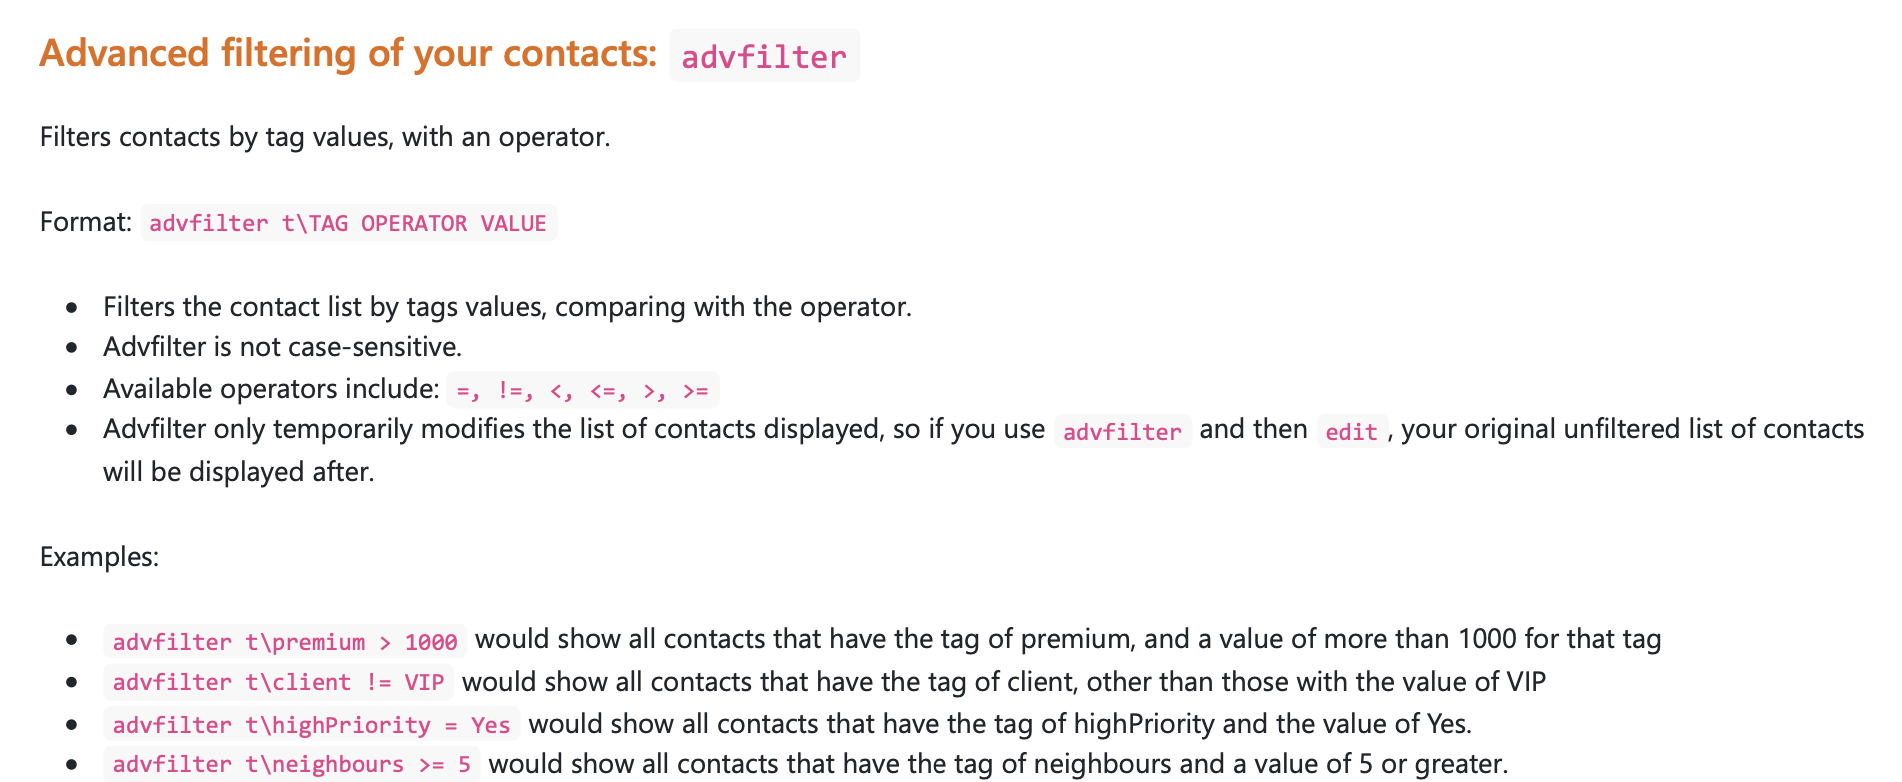 Advanced filtering of your contacts: advfilter
Filters contacts by tag values, with an operator.
Format: advfilter t\TAG OPERATOR VALUE
• Filters the contact list by tags values, comparing with the operator.
• Advfilter is not case-sensitive.
• Available operators include: =, !=, <, <=, >, >=
• Advfilter only temporarily modifies the list of contacts displayed, so if you use advfilter and then edit, your original unfiltered list of contacts
will be displayed after.
Examples:
• advfilter t\premium > 1000 would show all contacts that have the tag of premium, and a value of more than 1000 for that tag
• advfilter t\client != VIP would show all contacts that have the tag of client, other than those with the value of VIP
• advfilter t\highPriority = Yes would show all contacts that have the tag of highPriority and the value of Yes.
• advfilter t\neighbours >= 5 would show all contacts that have the tag of neighbours and a value of 5 or greater.